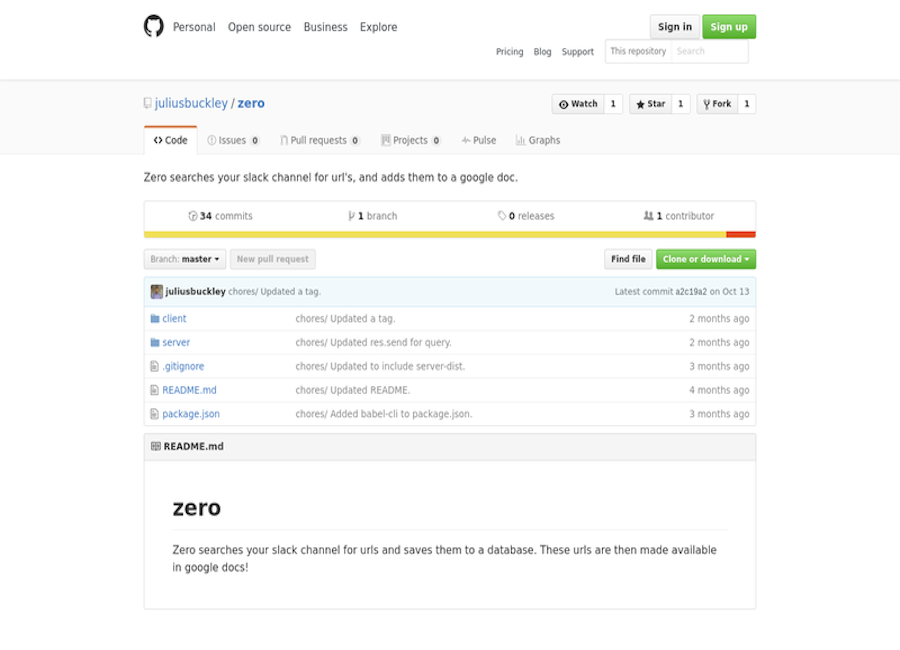 Personal Open source Business Explore Sign in Sign up
Pricing Blog Support This repository Search
juliusbuckley / zero Watch 1 Star 1 Fork 1
Code Issues 0 Pull requests 0 Projects 0 Pulse Graphs
Zero searches your slack channel for url's, and adds them to a google doc.
34 commits 1 branch 0 releases 1 contributor
Branch: master New pull request Find file Clone or download
juliusbuckley chores/ Updated a tag. Latest commit a2c19a2 on Oct 13
client chores/ Updated a tag. 2 months ago
server chores/ Updated res.send for query. 2 months ago
.gitignore chores/ Updated to include server-dist. 3 months ago
README.md chores/ Updated README. 4 months ago
package.json chores/ Added babel-cli to package.json. 3 months ago
README.md
zero
Zero searches your slack channel for urls and saves them to a database. These urls are then made available
in google docs!